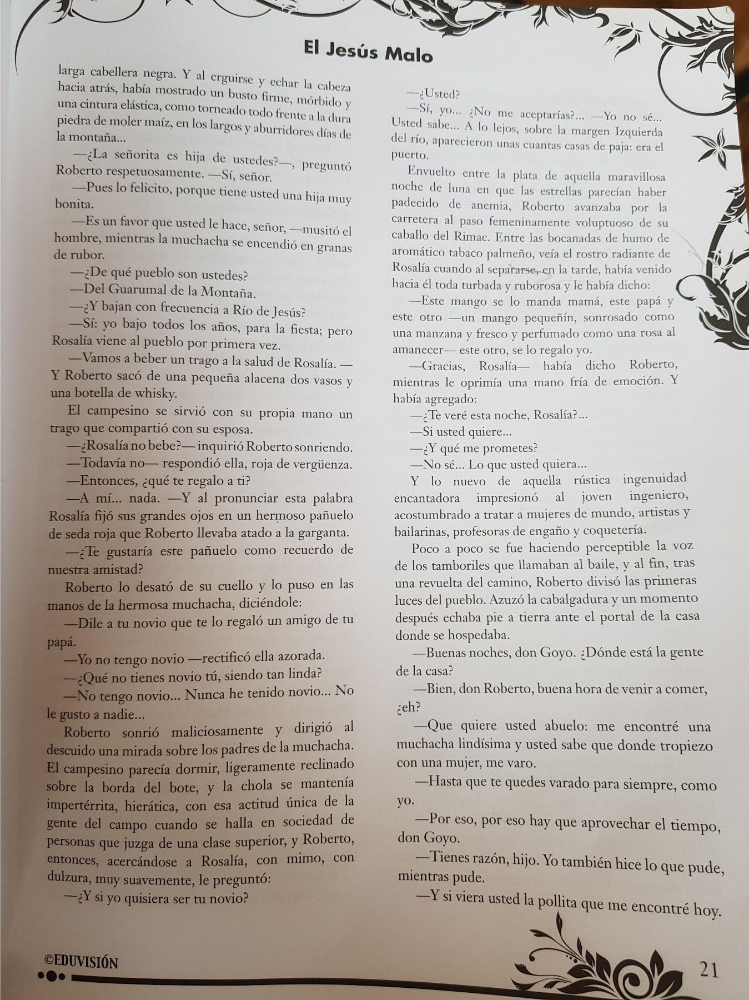 El Jesús Malo
larga cabellera negra. Y al erguirse y echar la cabeza
hacia atrás, había mostrado un busto firme, mórbido y
una cintura elástica, como torneado todo frente a la dura
piedra de moler maíz, en los largos y aburridores días de
la montaña...
—¿La señorita es hija de ustedes?—, preguntó
Roberto respetuosamente. —Sí, señor.
—Pues lo felicito, porque tiene usted una hija muy
bonita.
—Es un favor que usted le hace, señor, —musitó el
hombre, mientras la muchacha se encendió en granas
de rubor.
—¿De qué pueblo son ustedes?
—Del Guarumal de la Montaña.
—¿Y bajan con frecuencia a Río de Jesús?
—Sí: yo bajo todos los años, para la fiesta; pero
Rosalía viene al pueblo por primera vez.
—Vamos a beber un trago a la salud de Rosalía. —
Y Roberto sacó de una pequeña alacena dos vasos y
una botella de whisky.
El campesino se sirvió con su propia mano un
trago que compartió con su esposa.
—¿Rosalía no bebe?— inquirió Roberto sonriendo.
—Todavía no— respondió ella, roja de vergüenza.
—Entonces, ¿qué te regalo a ti?
—A mí... nada. —Y al pronunciar esta palabra
Rosalía fijó sus grandes ojos en un hermoso pañuelo
de seda roja que Roberto llevaba atado a la garganta.
—¿Te gustaría este pañuelo como recuerdo de
nuestra amistad?
Roberto lo desató de su cuello y lo puso en las
manos de la hermosa muchacha, diciéndole:
—Dile a tu novio que te lo regaló un amigo de tu
papá.
—Yo no tengo novio —rectificó ella azorada.
—¿Qué no tienes novio tú, siendo tan linda?
—No tengo novio... Nunca he tenido novio... No
le gusto a nadie...
Roberto sonrió maliciosamente y dirigió al
descuido una mirada sobre los padres de la muchacha.
El campesino parecía dormir, ligeramente reclinado
sobre la borda del bote, y la chola se mantenía
impertérrita, hierática, con esa actitud única de la
gente del campo cuando se halla en sociedad de
personas que juzga de una clase superior, y Roberto,
entonces, acercándose a Rosalía, con mimo, con
dulzura, muy suavemente, le preguntó:
—¿Y si yo quisiera ser tu novio?
—¿Usted?
—Sí, yo... ¿No me aceptarías?... —Yo no sé...
Usted sabe... A lo lejos, sobre la margen Izquierda
del río, aparecieron unas cuantas casas de paja: era el
puerto.
Envuelto entre la plata de aquella maravillosa
noche de luna en que las estrellas parecían haber
padecido de anemia, Roberto avanzaba por la
carretera al paso femeninamente voluptuoso de su
caballo del Rimac. Entre las bocanadas de humo de
aromático tabaco palmeño, veía el rostro radiante de
Rosalía cuando al separarse, en la tarde, había venido
hacia él toda turbada y ruborosa y le había dicho:
—Este mango se lo manda mamá, este papá y
este otro —un mango pequeñín, sonrosado como
una manzana y fresco y perfumado como una rosa al
amanecer— este otro, se lo regalo yo.
—Gracias, Rosalía— había dicho Roberto,
mientras le oprimía una mano fría de emoción. Y
había agregado:
—¿Te veré esta noche, Rosalía?...
—Si usted quiere...
—¿Y qué me prometes?
—No sé... Lo que usted quiera...
Y lo nuevo de aquella rústica ingenuidad
encantadora impresionó al joven ingeniero,
acostumbrado a tratar a mujeres de mundo, artistas y
bailarinas, profesoras de engaño y coquetería.
Poco a poco se fue haciendo perceptible la voz
de los tamboriles que llamaban al baile, y al fin, tras
una revuelta del camino, Roberto divisó las primeras
luces del pueblo. Azuzó la cabalgadura y un momento
después echaba pie a tierra ante el portal de la casa
donde se hospedaba.
—Buenas noches, don Goyo. ¿Dónde está la gente
de la casa?
—Bien, don Roberto, buena hora de venir a comer,
¿eh?
—Que quiere usted abuelo: me encontré una
muchacha lindísima y usted sabe que donde tropiezo
con una mujer, me varo.
—Hasta que te quedes varado para siempre, como
yo.
—Por eso, por eso hay que aprovechar el tiempo,
don Goyo.
—Tienes razón, hijo. Yo también hice lo que pude,
mientras pude.
—Y si viera usted la pollita que me encontré hoy.
©EDUVISIÓN
21